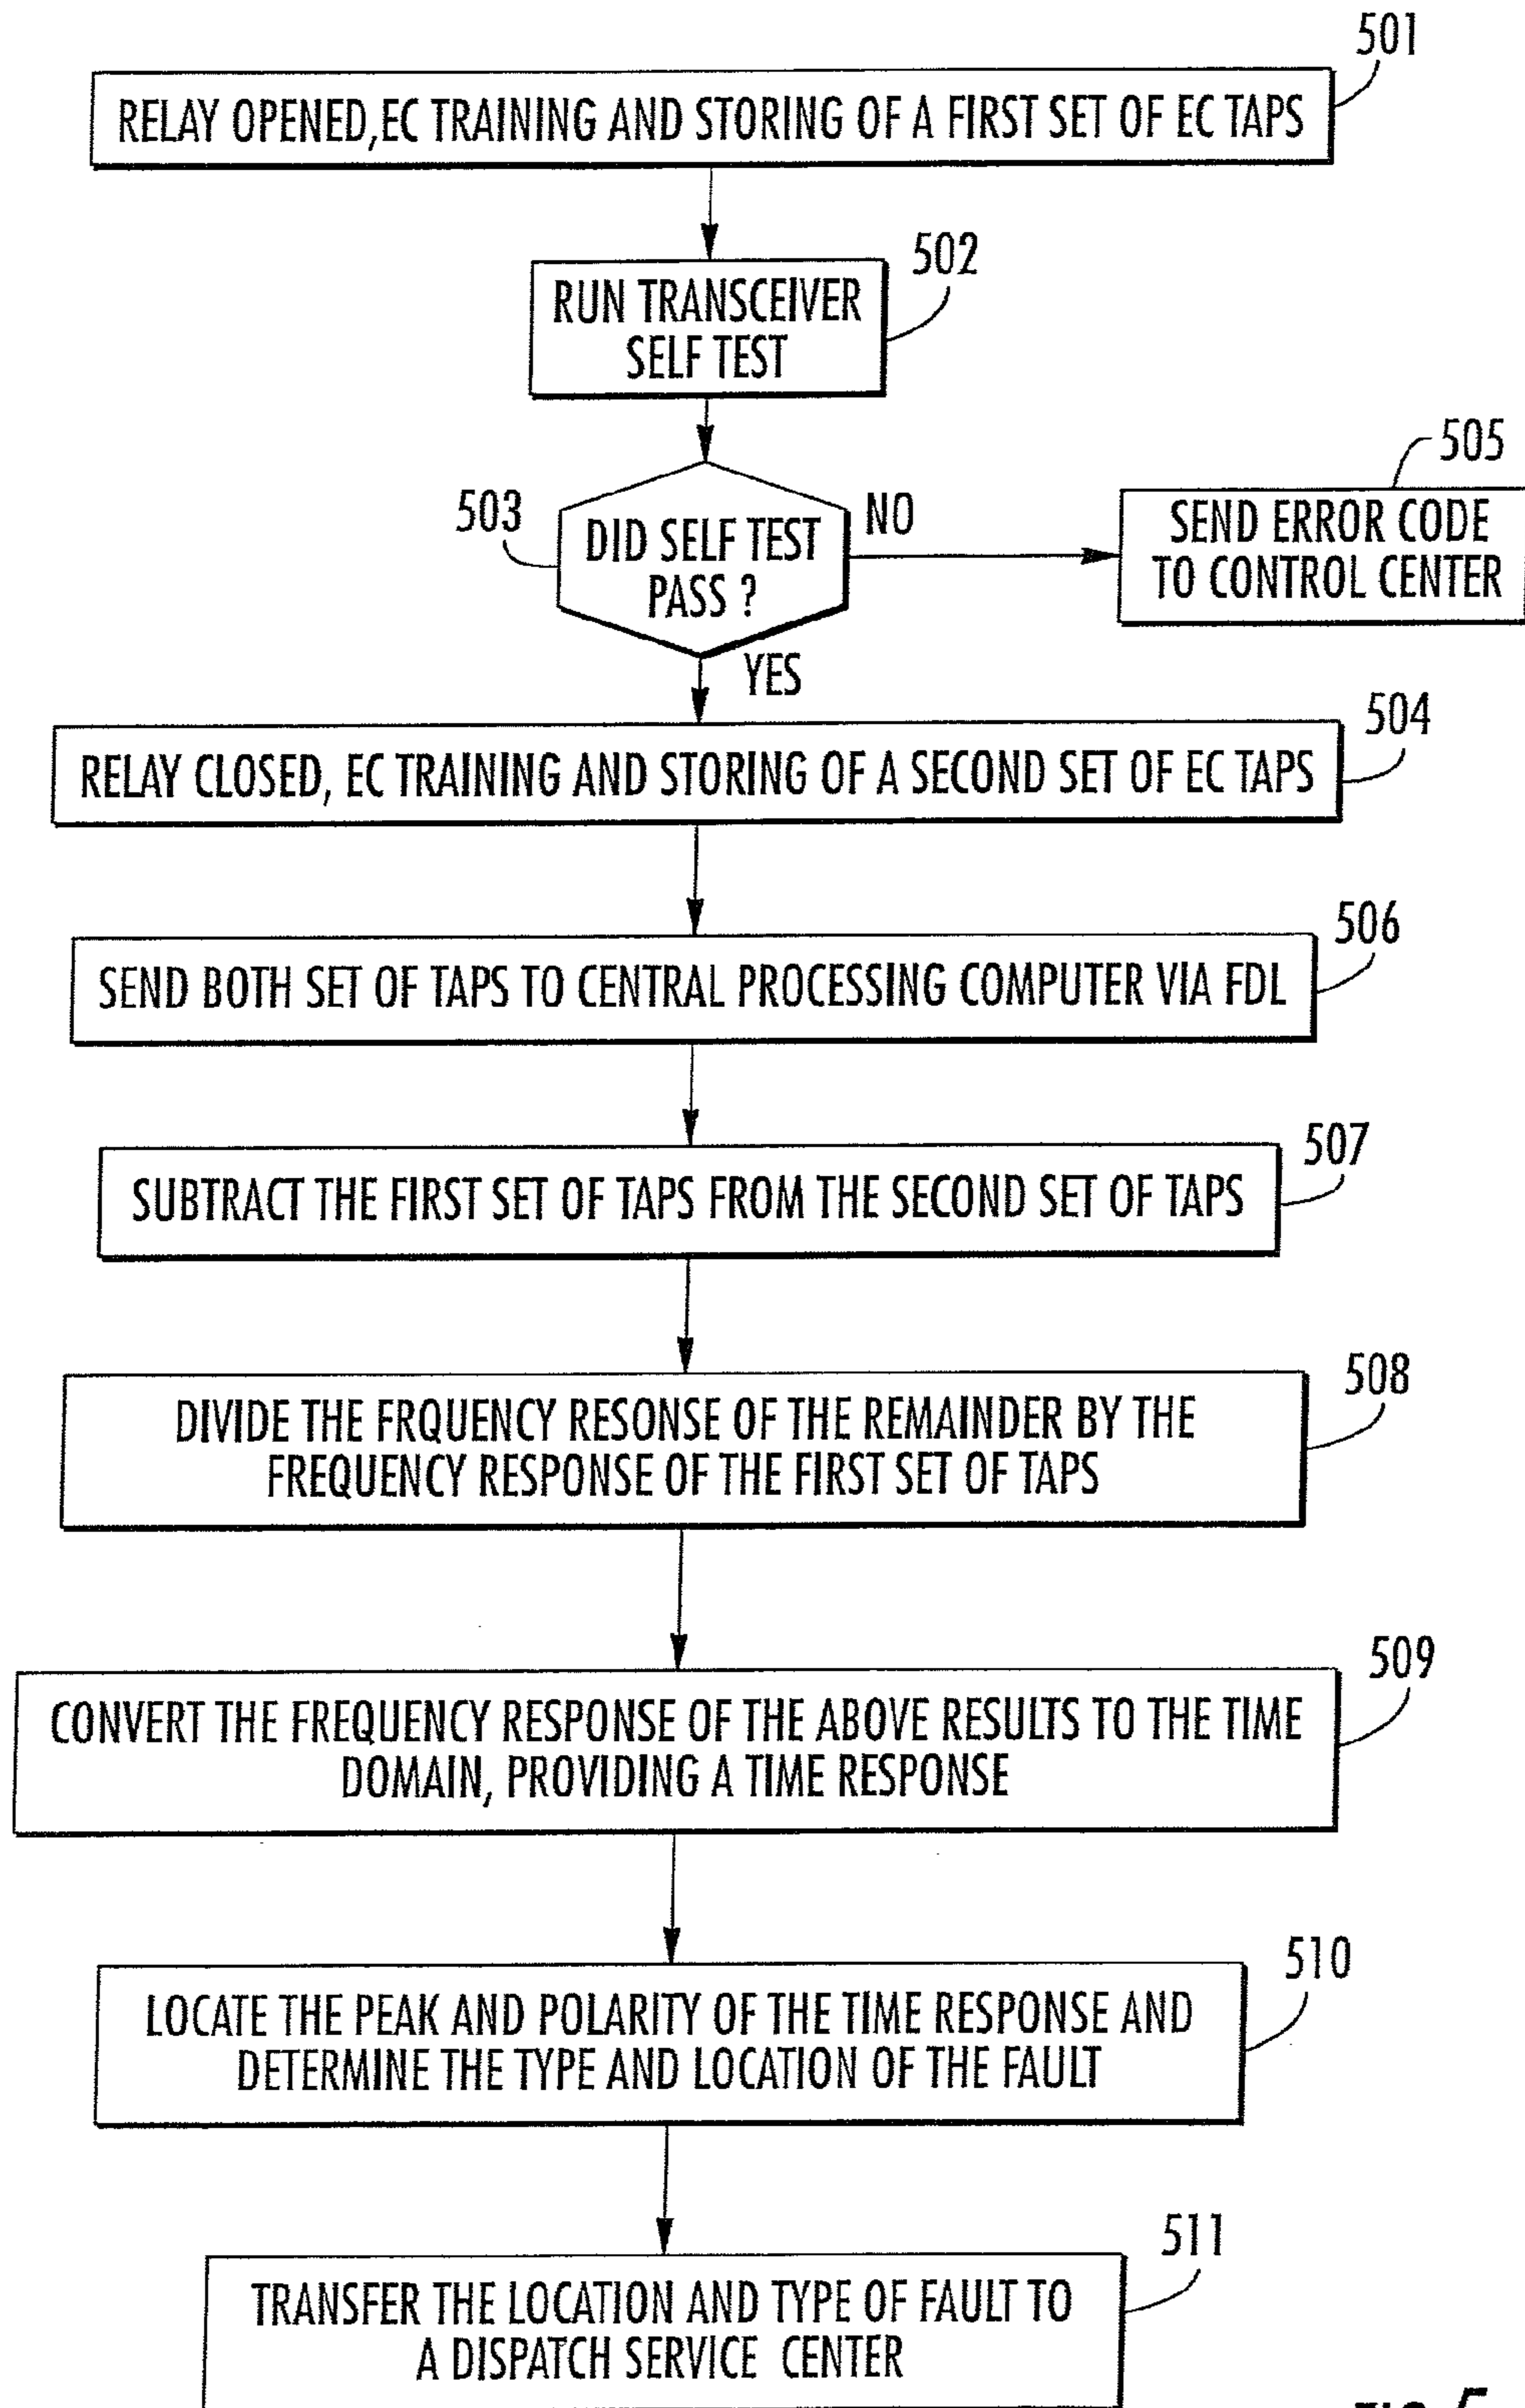 501
RELAY OPENED,EC TRAINING AND STORING OF A FIRST SET OF EC TAPS
502
RUN TRANSCEIVER
SELF TEST
503
DID SELF TEST
PASS ?
NO
505
SEND ERROR CODE
TO CONTROL CENTER
YES
504
RELAY CLOSED, EC TRAINING AND STORING OF A SECOND SET OF EC TAPS
506
SEND BOTH SET OF TAPS TO CENTRAL PROCESSING COMPUTER VIA FDL
507
SUBTRACT THE FIRST SET OF TAPS FROM THE SECOND SET OF TAPS
508
DIVIDE THE FRQUENCY RESONSE OF THE REMAINDER BY THE
FREQUENCY RESPONSE OF THE FIRST SET OF TAPS
509
CONVERT THE FREQUENCY RESPONSE OF THE ABOVE RESULTS TO THE TIME
DOMAIN, PROVIDING A TIME RESPONSE
510
LOCATE THE PEAK AND POLARITY OF THE TIME RESPONSE AND
DETERMINE THE TYPE AND LOCATION OF THE FAULT
511
TRANSFER THE LOCATION AND TYPE OF FAULT TO
A DISPATCH SERVICE CENTER